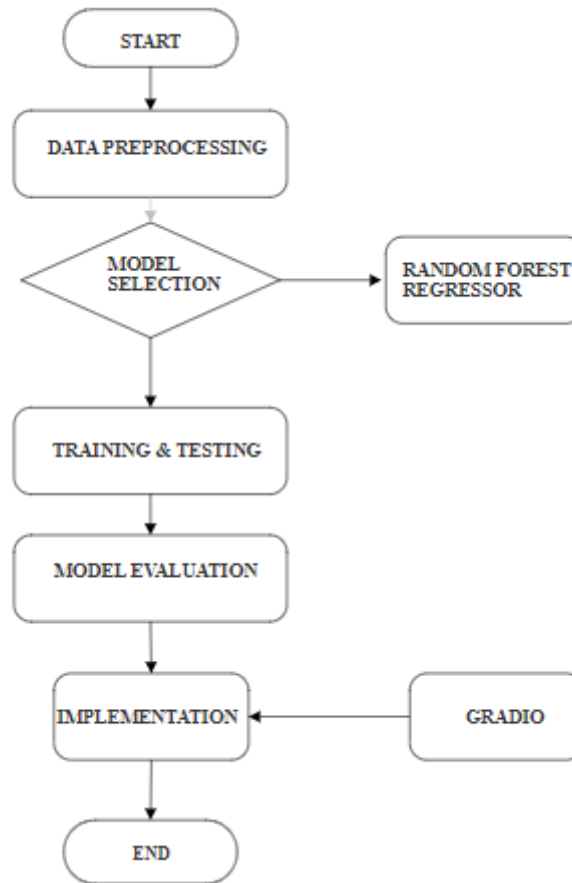 START
DATA PREPROCESSING
MODEL
SELECTION
RANDOM FOREST
REGRESSOR
TRAINING & TESTING
MODEL EVALUATION
IMPLEMENTATION
GRADIO
END